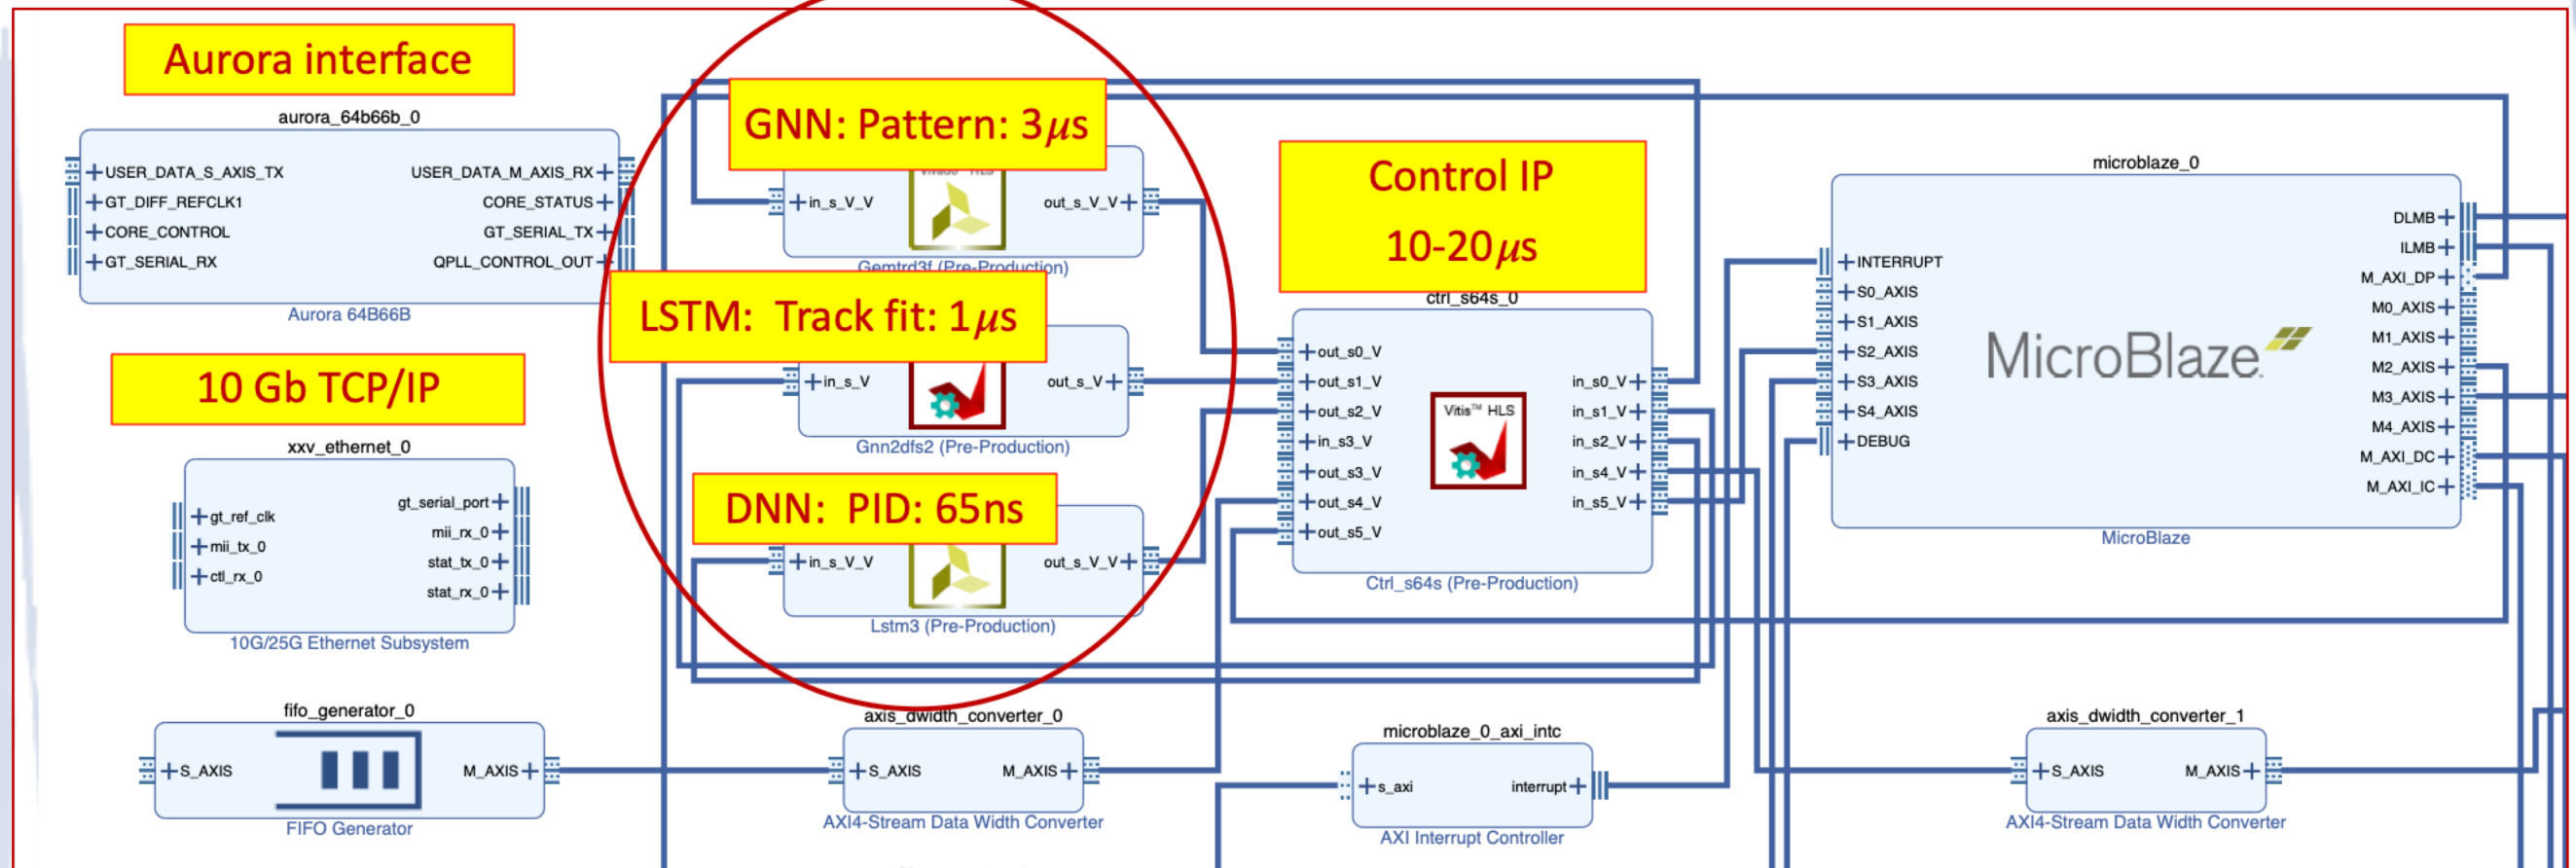 Aurora interface
aurora_64b66b_0
USER_DATA_S_AXIS_TX
GT_DIFF_REFCLK1
CORE_CONTROL
GT_SERIAL_RX
USER_DATA_M_AXIS_RX
CORE_STATUS
GT_SERIAL_TX
QPLL_CONTROL_OUT
Aurora 64B66B
10 Gb TCP/IP
xxv_ethernet_0
gt_ref_clk
mii_tx_0
ctl_rx_0
gt_serial_port
mii_rx_0
stat_tx_0
stat_rx_0
10G/25G Ethernet Subsystem
GNN: Pattern: 3μs
in_s_V_V
out_s_V_V
Gemtrd3f (Pre-Production)
LSTM: Track fit: 1μs
in_s_V
out_s_V
Gnn2dfs2 (Pre-Production)
DNN: PID: 65ns
in_s_V_V
out_s_V_V
Lstm3 (Pre-Production)
Control IP
10-20μs
ctrl_s64s_0
out_s0_V
out_s1_V
out_s2_V
in_s3_V
out_s3_V
out_s4_V
out_s5_V
Vitis™ HLS
in_s0_V
in_s1_V
in_s2_V
in_s4_V
in_s5_V
Ctrl_s64s (Pre-Production)
microblaze_0
INTERRUPT
S0_AXIS
S1_AXIS
S2_AXIS
S3_AXIS
S4_AXIS
DEBUG
MicroBlaze
DLMB
ILMB
M_AXI_DP
M0_AXIS
M1_AXIS
M2_AXIS
M3_AXIS
M4_AXIS
M_AXI_DC
M_AXI_IC
MicroBlaze
fifo_generator_0
S_AXIS
M_AXIS
FIFO Generator
axis_dwidth_converter_0
S_AXIS
M_AXIS
AXI4-Stream Data Width Converter
microblaze_0_axi_intc
s_axi
interrupt
AXI Interrupt Controller
axis_dwidth_converter_1
S_AXIS
M_AXIS
AXI4-Stream Data Width Converter